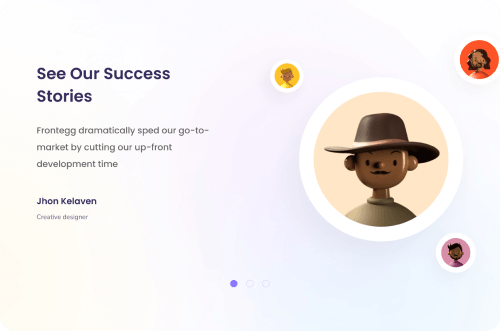 See Our Success
Stories
Frontegg dramatically sped our go-to-
market by cutting our up-front
development time
Jhon Kelaven
Creative designer